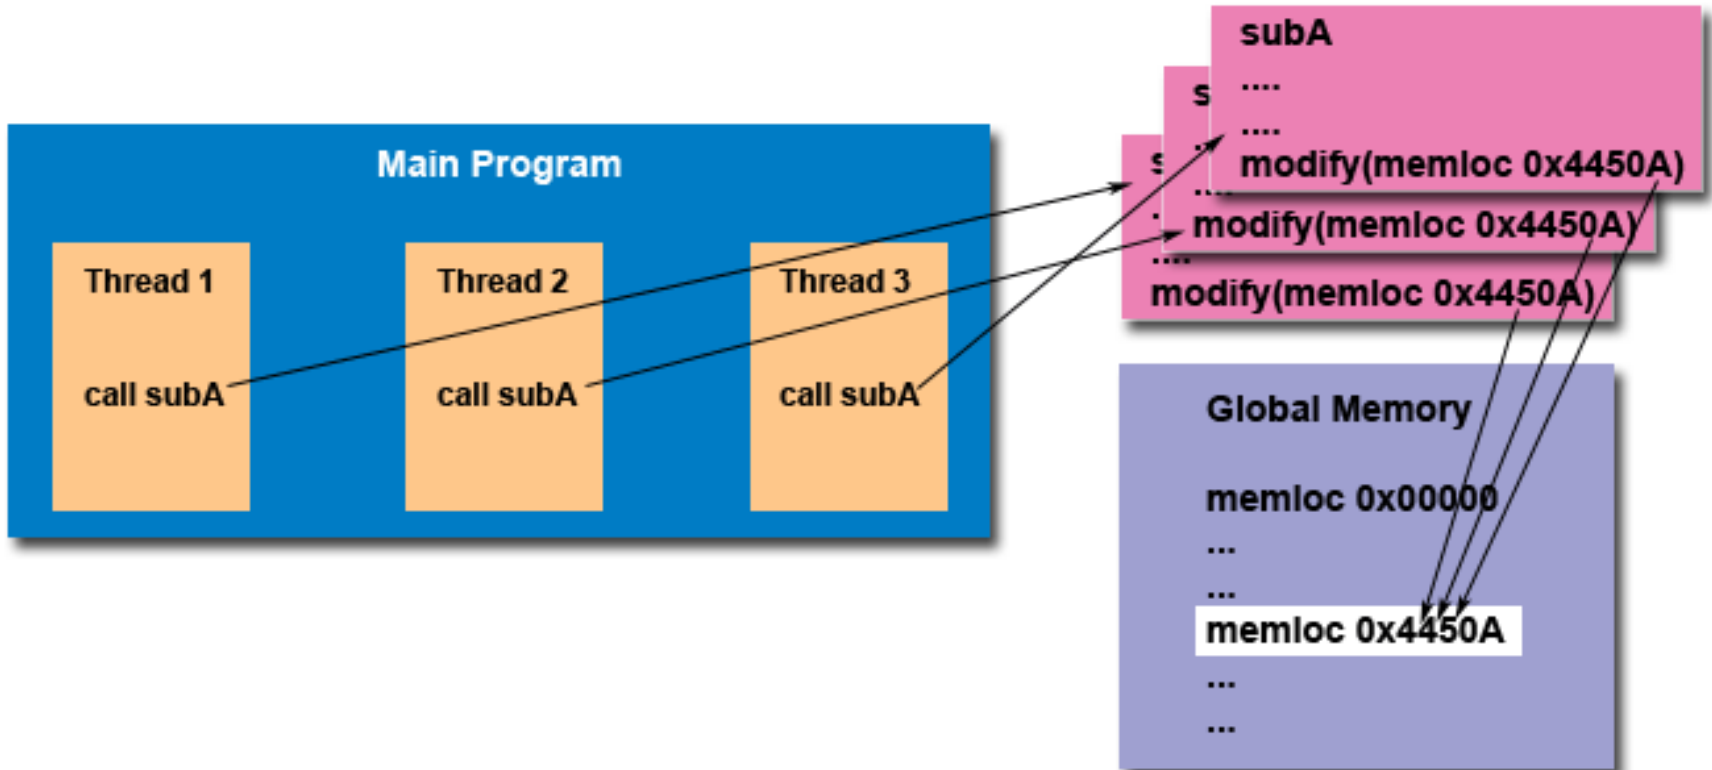 Main Program
Thread 1
call subA
Thread 2
call subA
Thread 3
call subA
subA
....
....
modify(memloc 0x4450A)
s
....
modify(memloc 0x4450A)
s
....
modify(memloc 0x4450A)
Global Memory
memloc 0x00000
...
...
memloc 0x4450A
...
...